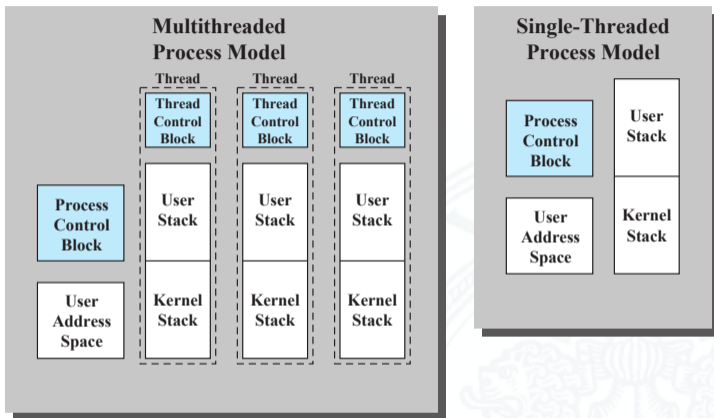 Multithreaded
Process Model
Thread
Thread
Control
Block
User
Stack
Kernel
Stack
Thread
Thread
Control
Block
User
Stack
Kernel
Stack
Thread
Thread
Control
Block
User
Stack
Kernel
Stack
Process
Control
Block
User
Address
Space
Single-Threaded
Process Model
Process
Control
Block
User
Address
Space
User
Stack
Kernel
Stack